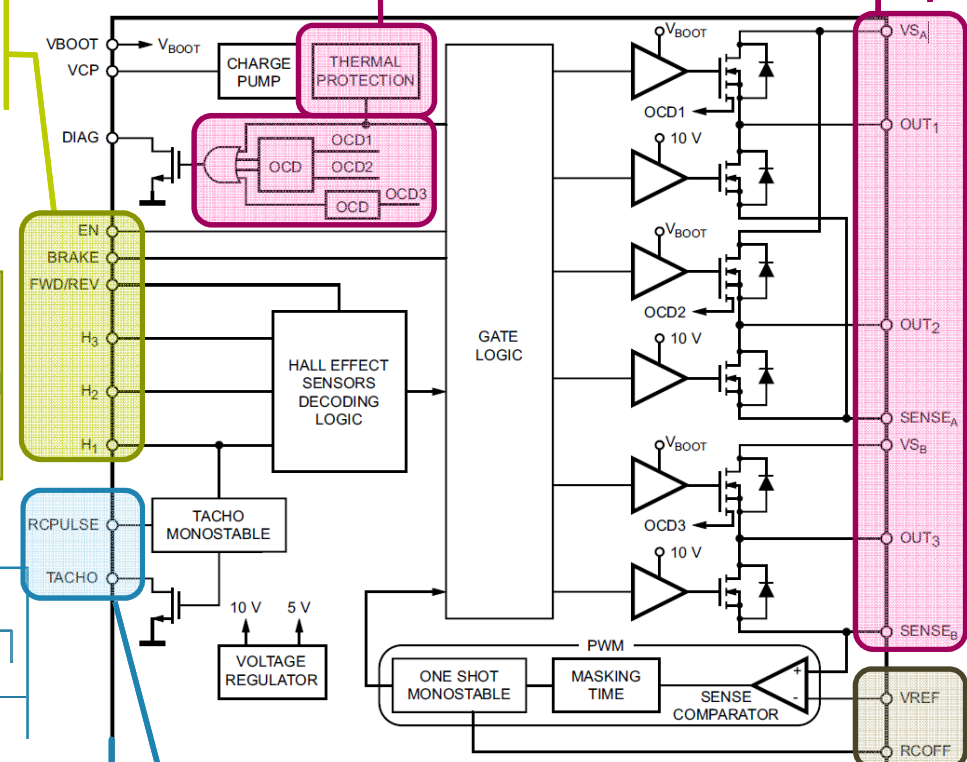 VBOOT
VBOOT
VCP
CHARGE
PUMP
THERMAL
PROTECTION
DIAG
OCD1
OCD
OCD2
OCD3
OCD
EN
BRAKE
FWD/REV
H3
H2
H1
HALL EFFECT
SENSORS
DECODING
LOGIC
RCPULSE
TACHO
MONOSTABLE
TACHO
10 V
5 V
VOLTAGE
REGULATOR
GATE
LOGIC
VBOOT
OCD1
10 V
VBOOT
OCD2
10 V
VBOOT
OCD3
10 V
PWM
ONE SHOT
MONOSTABLE
MASKING
TIME
SENSE
COMPARATOR
+
-
VSA
OUT1
OUT2
SENSEA
VSB
OUT3
SENSEB
VREF
RCOFF